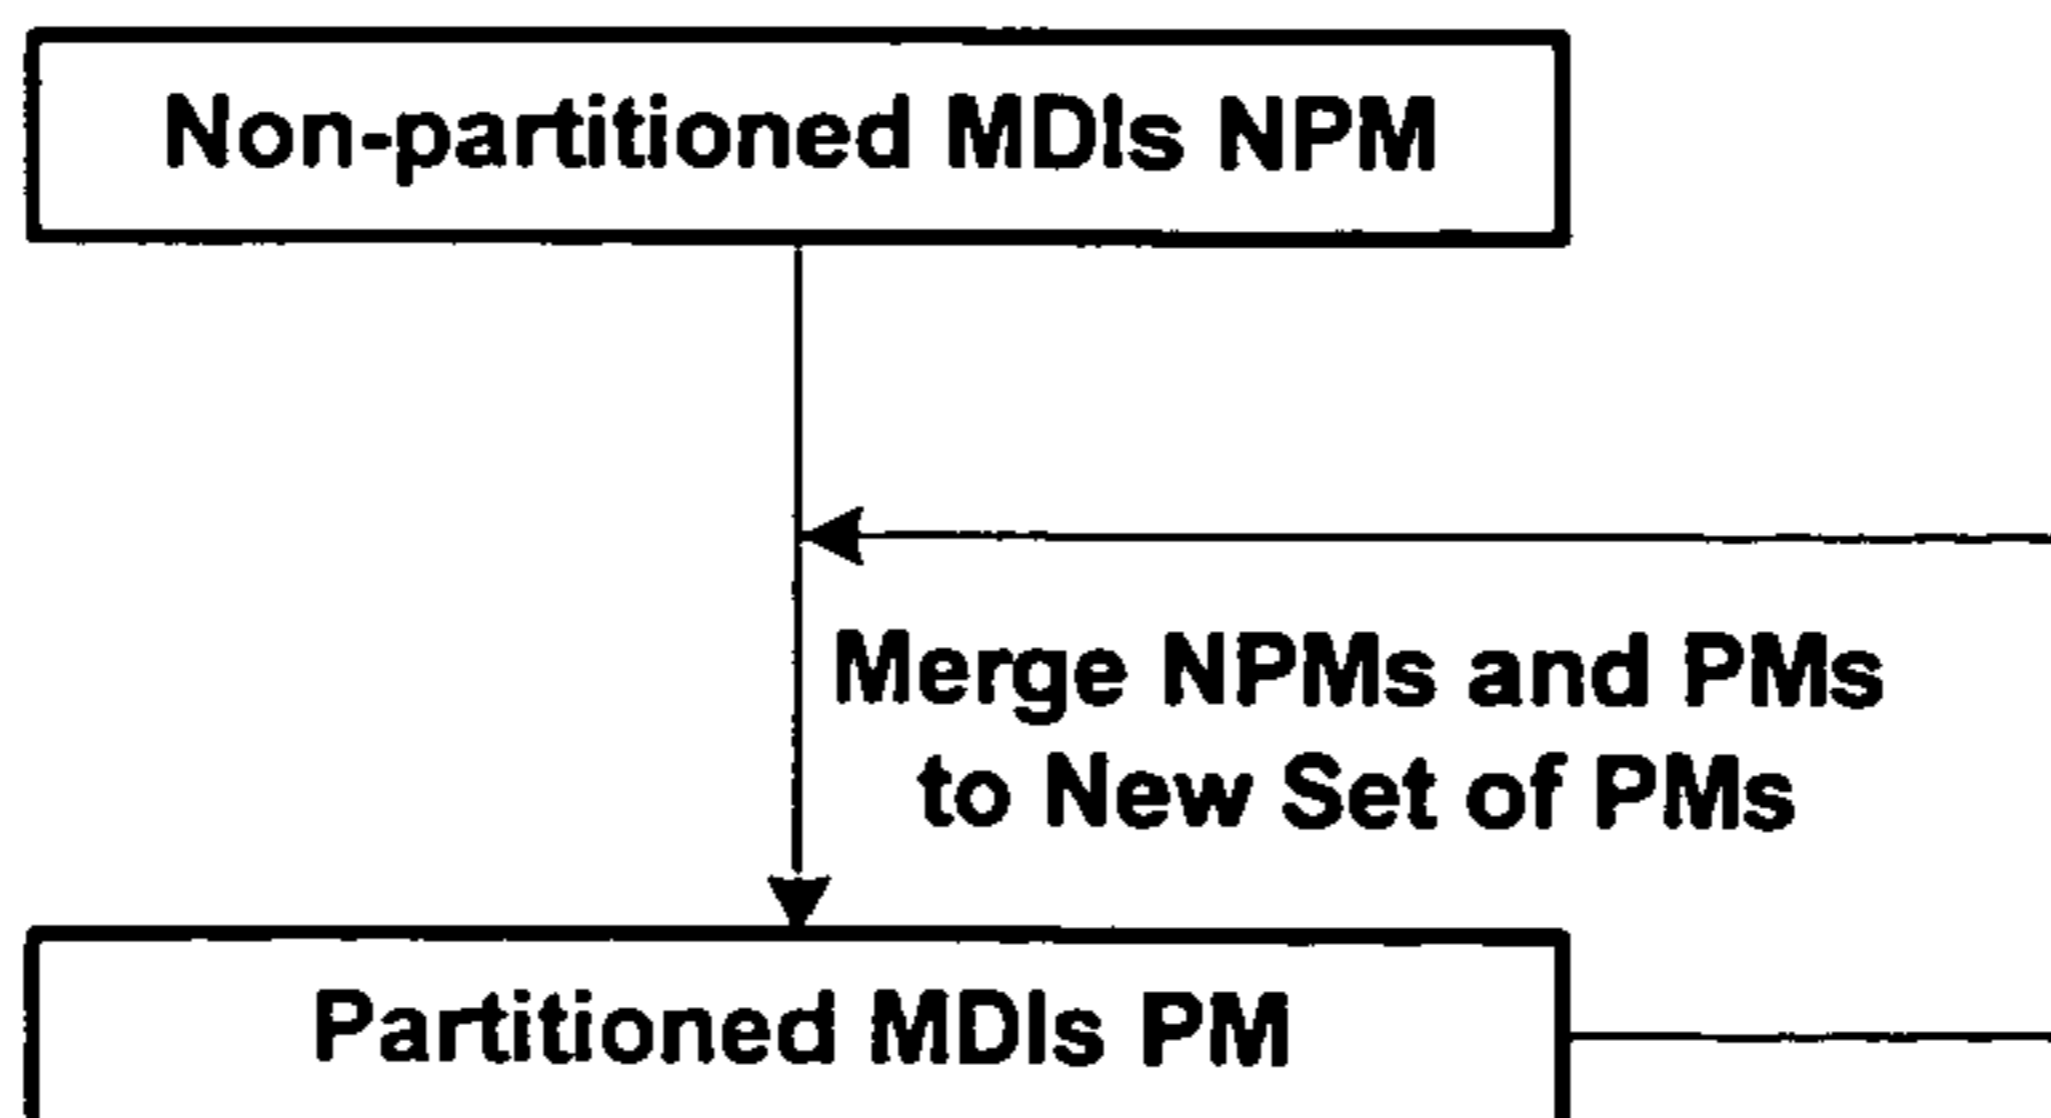 Non-partitioned MDIs NPM
Merge NPMs and PMs
to New Set of PMs
Partitioned MDIs PM